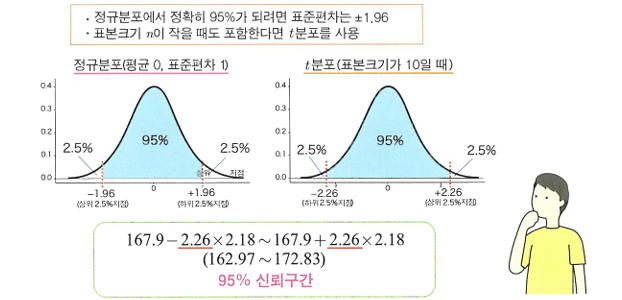 · 정규분포에서 정확히 95%가 되려면 표준편차는 ±1.96
· 표본크기 n이 작을 때도 포함한다면 t분포를 사용
정규분포(평균 0, 표준편차 1)
t분포(표본크기가 10일 때)
0.4
0.3
0.2
0.1
0.0
2.5%
95%
2.5%
지점
-1.96
0
+1.96
(상위2.5%지점)
(하위2.5%지점)
0.4
0.3
0.2
0.1
0.0
2.5%
95%
2.5%
-2.26
0
+2.26
(하위2.5%지점)
(상위2.5%지점)
167.9−2.26×2.18~167.9+2.26×2.18
(162.97~172.83)
95% 신뢰구간